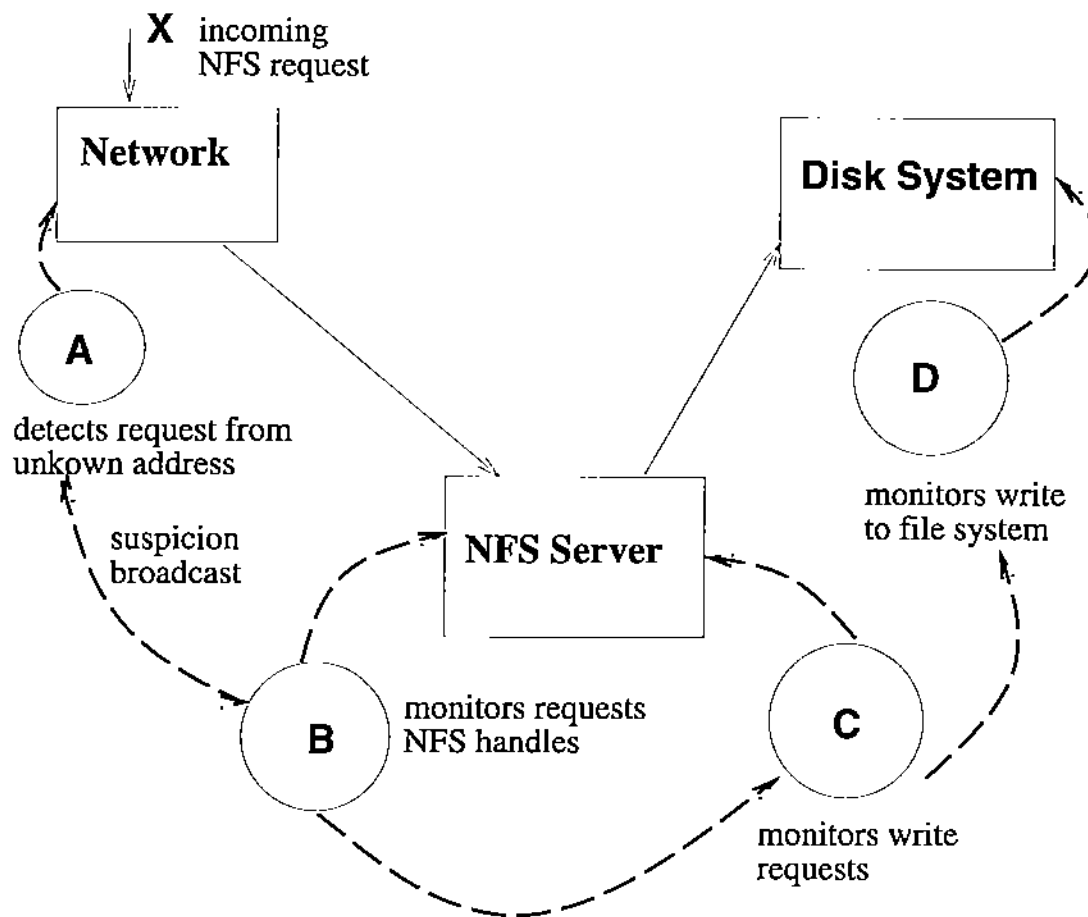 X incoming
NFS request
Network
Disk System
A
D
detects request from
unkown address
monitors write
to file system
suspicion
broadcast
NFS Server
B
monitors requests
NFS handles
C
monitors write
requests